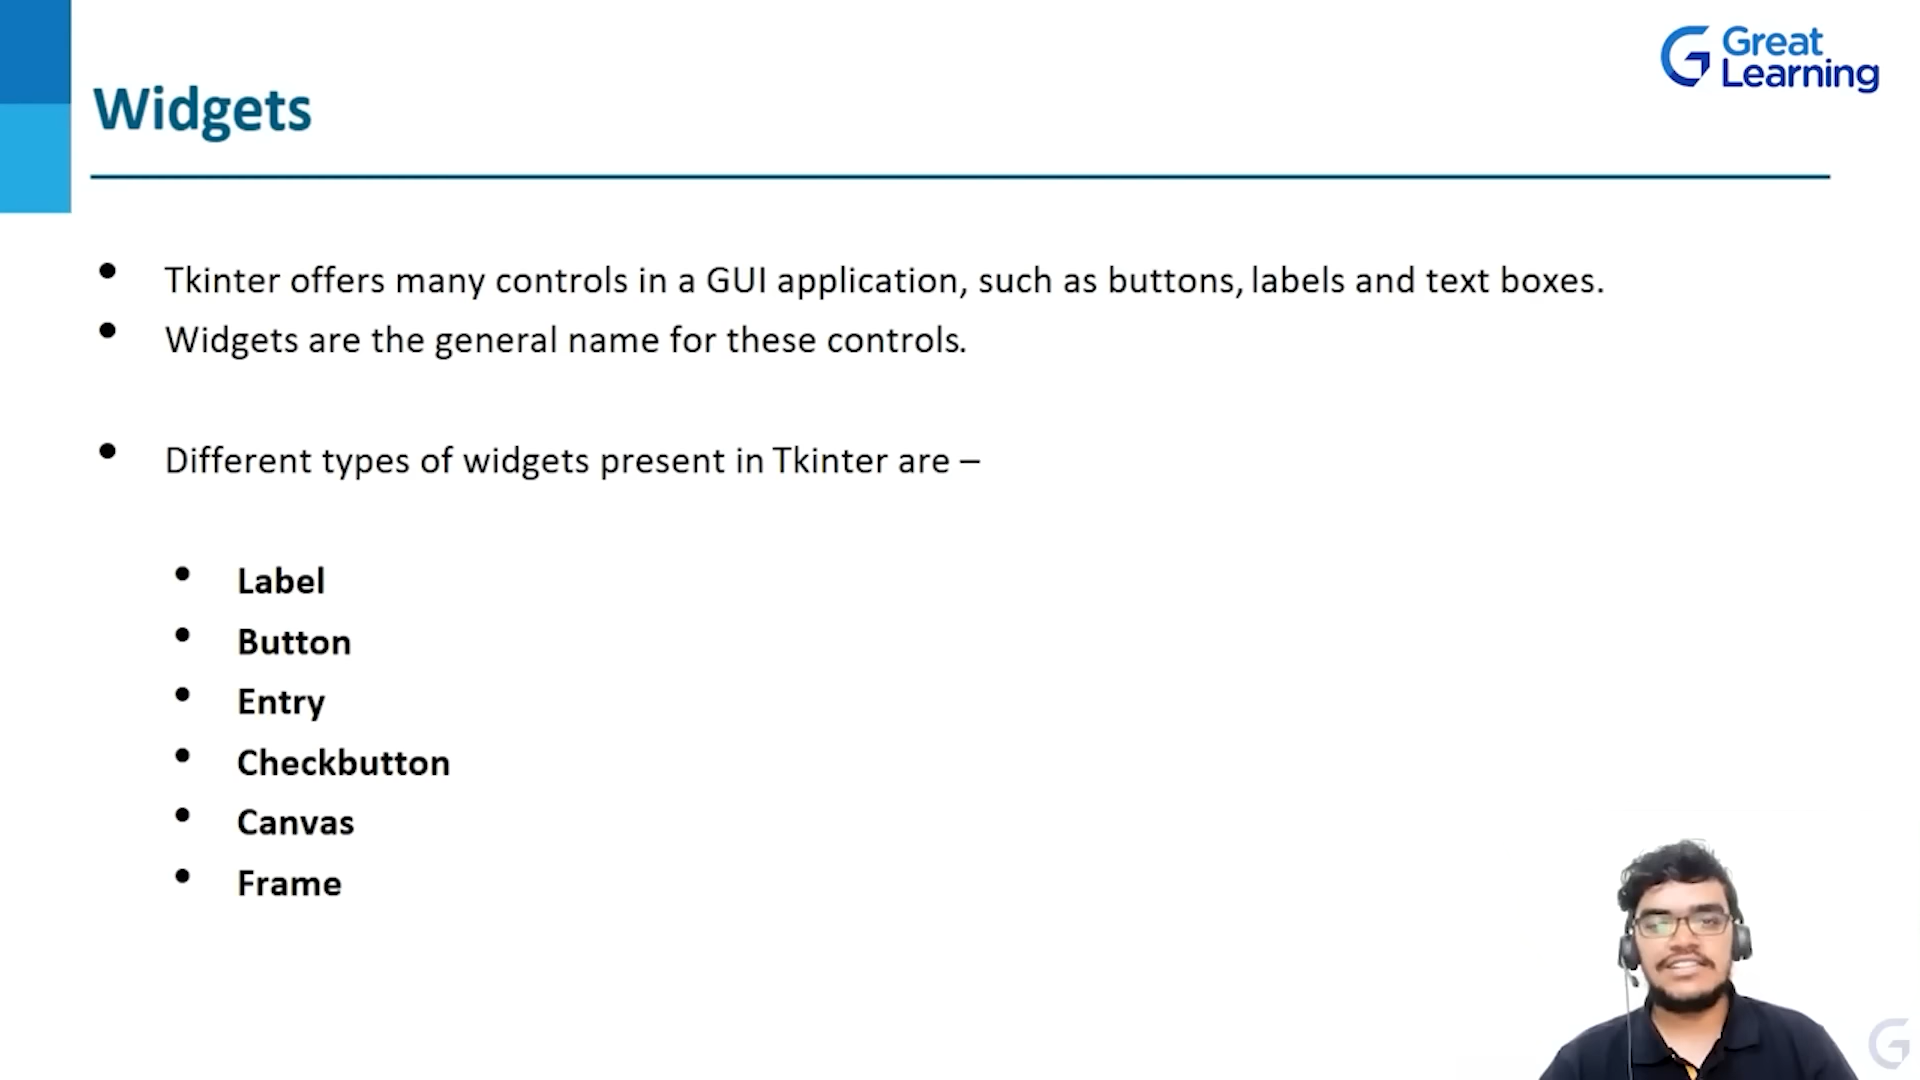 Great
Learning
Widgets
Tkinter offers many controls in a GUI application, such as buttons, labels and text boxes.
Widgets are the general name for these controls.
Different types of widgets present in Tkinter are –
Label
Button
Entry
Checkbutton
Canvas
Frame